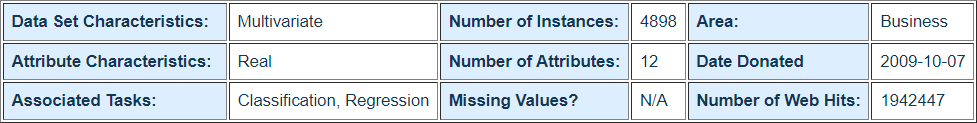 Data Set Characteristics: Multivariate Number of Instances: 4898 Area: Business
Attribute Characteristics: Real Number of Attributes: 12 Date Donated 2009-10-07
Associated Tasks: Classification, Regression Missing Values? N/A Number of Web Hits: 1942447